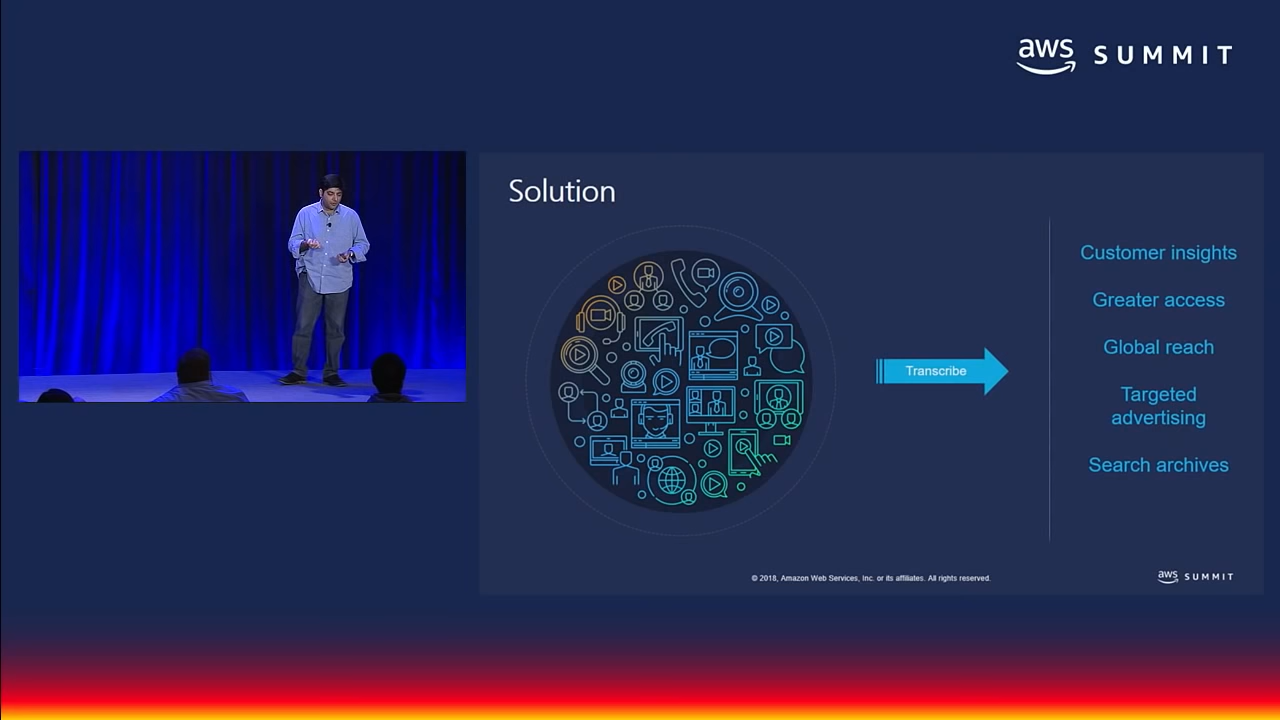 aws SUMMIT
Solution
Customer insights
Greater access
Global reach
Transcribe
Targeted
advertising
Search archives
© 2018, Amazon Web Services, Inc. or its affiliates. All rights reserved.
aws SUMMIT